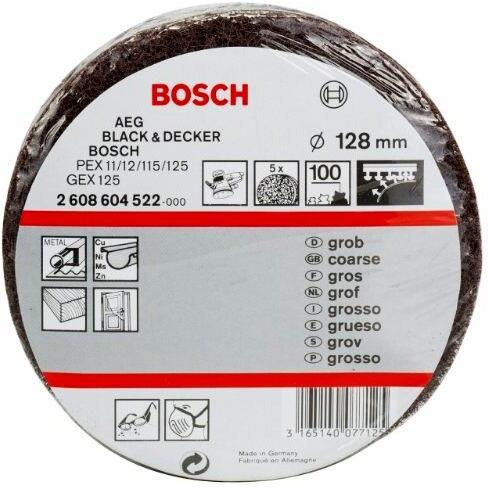 BOSCH
AEG
BLACK & DECKER
BOSCH
PEX 11/12/115/125
GEX 125
2 608 604 522-000
Ø 128 mm
5 x
100
METAL
Cu
Ni
Ms
Zn
D grob
GB coarse
F gros
NL grof
I grosso
E grueso
S grov
P grosso
3 165140 077125
Made in Germany
Fabriqué en Allemagne